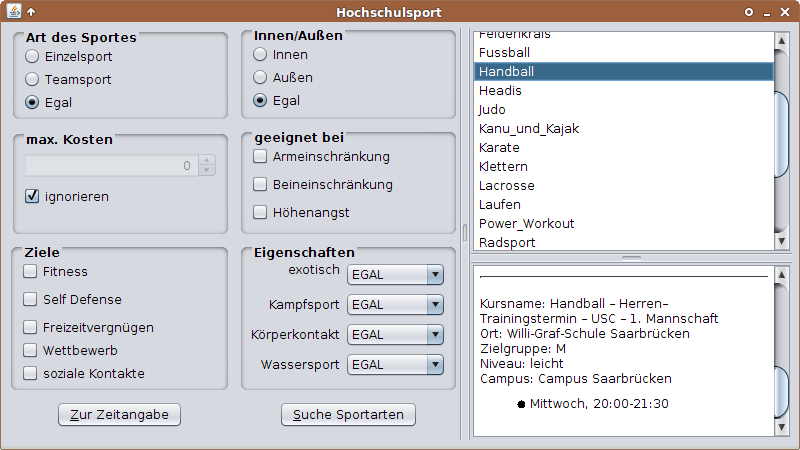 Hochschulsport
Art des Sportes
Einzelsport
Teamsport
Egal
Innen/Außen
Innen
Außen
Egal
max. Kosten
0
ignorieren
geeignet bei
Armeinschränkung
Beineinschränkung
Höhenangst
Ziele
Fitness
Self Defense
Freizeitvergnügen
Wettbewerb
soziale Kontakte
Eigenschaften
exotisch EGAL
Kampfsport EGAL
Körperkontakt EGAL
Wassersport EGAL
Zur Zeitangabe
Suche Sportarten
Feldenkrais
Fussball
Handball
Headis
Judo
Kanu_und_Kajak
Karate
Klettern
Lacrosse
Laufen
Power_Workout
Radsport
Kursname: Handball – Herren–
Trainingstermin – USC – 1. Mannschaft
Ort: Willi-Graf-Schule Saarbrücken
Zielgruppe: M
Niveau: leicht
Campus: Campus Saarbrücken
● Mittwoch, 20:00-21:30